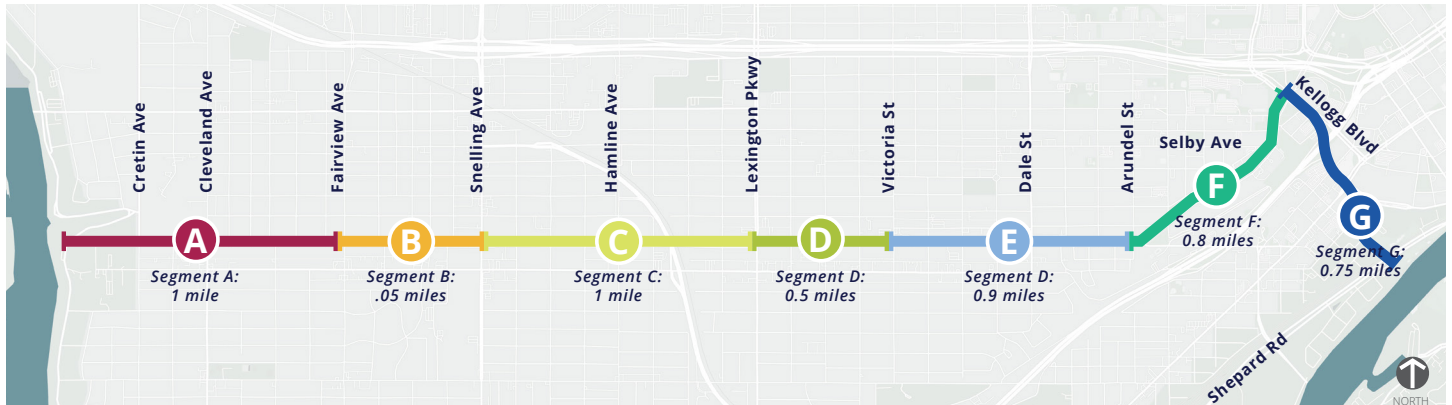 Cretin Ave
Cleveland Ave
Fairview Ave
Snelling Ave
Hamline Ave
Lexington Pkwy
Victoria St
Dale St
Arundel St
Selby Ave
Kellogg Blvd
A
B
C
D
E
F
G
Segment A:
1 mile
Segment B:
.05 miles
Segment C:
1 mile
Segment D:
0.5 miles
Segment D:
0.9 miles
Segment F:
0.8 miles
Segment G:
0.75 miles
Shepard Rd
NORTH